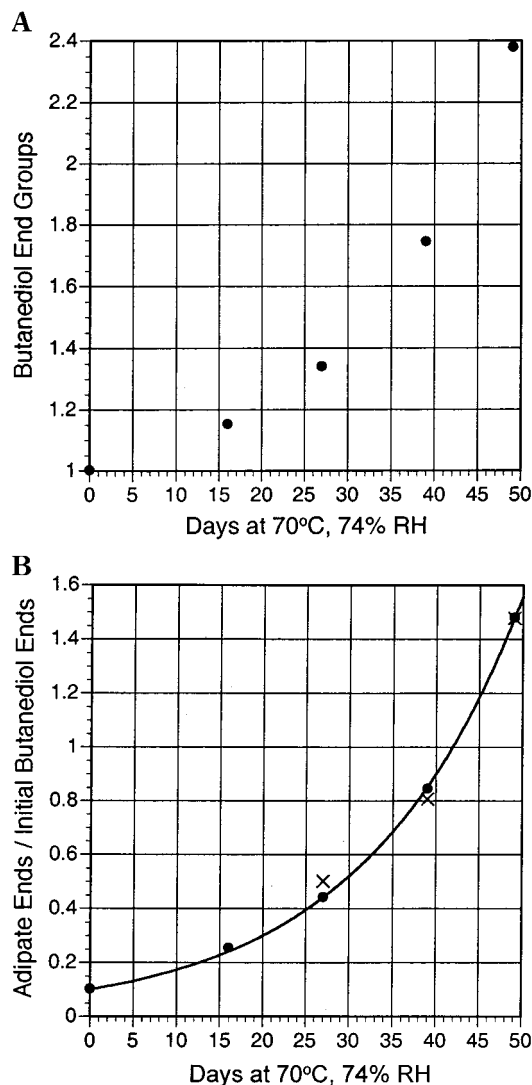 A
2.4
2.2
2
1.8
1.6
1.4
1.2
1
Butanediol End Groups
0 5 10 15 20 25 30 35 40 45 50
Days at 70°C, 74% RH
B
1.6
1.4
1.2
1
0.8
0.6
0.4
0.2
0
Adipate Ends / Initial Butanediol Ends
0 5 10 15 20 25 30 35 40 45 50
Days at 70°C, 74% RH